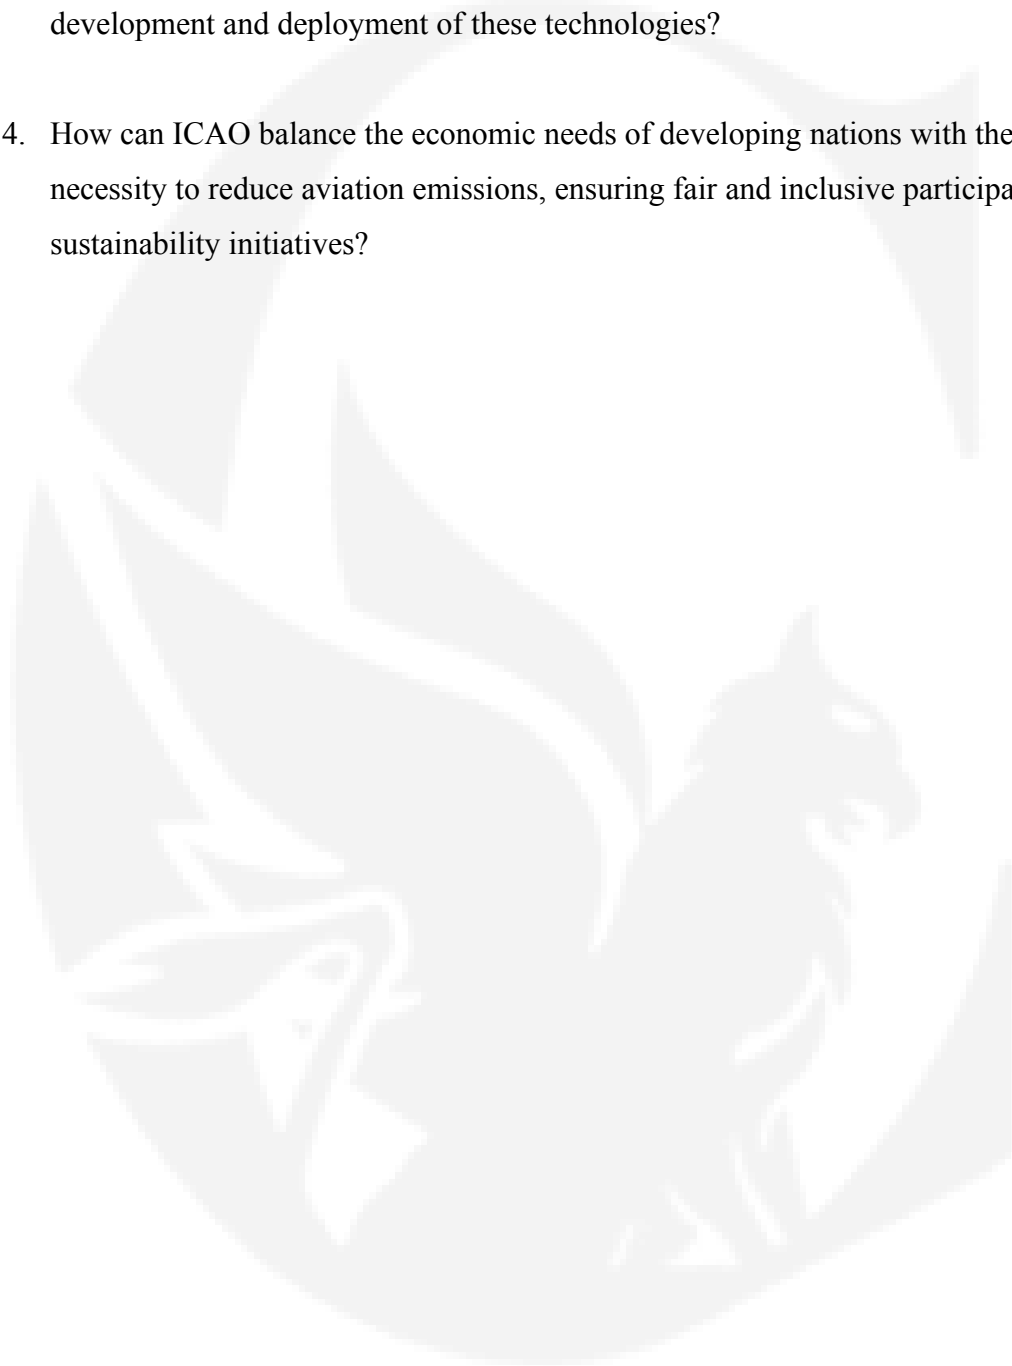 development and deployment of these technologies?
4. How can ICAO balance the economic needs of developing nations with the
necessity to reduce aviation emissions, ensuring fair and inclusive participa
sustainability initiatives?